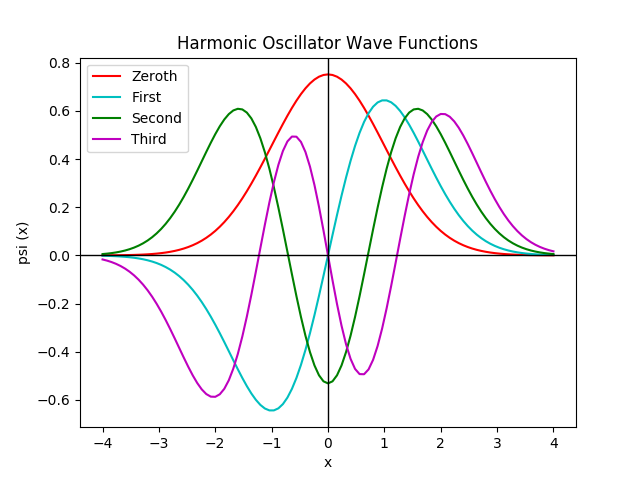 Harmonic Oscillator Wave Functions
0.8
0.6
0.4
0.2
0.0
−0.2
−0.4
−0.6
psi (x)
Zeroth
First
Second
Third
−4 −3 −2 −1 0 1 2 3 4
x